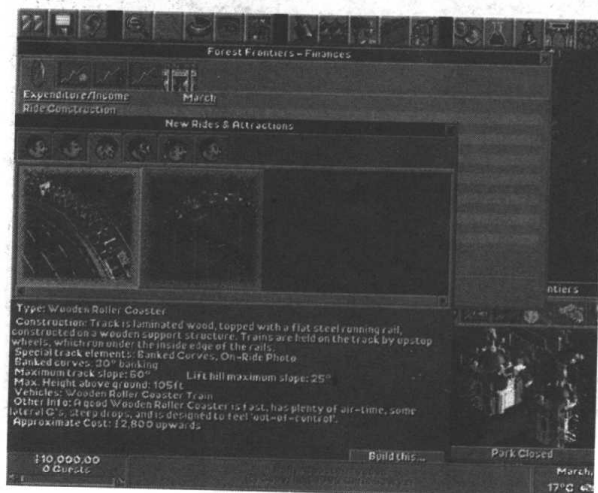 Forest Frontiers - Finances
Expenditure/Income
March
Ride Construction
New Rides & Attractions
Type: Wooden Roller Coaster
Construction: Track is laminated wood, topped with a flat steel running rail,
constructed on a wooden support structure. Trains are held on the track by upstop
wheels, which run under the inside edge of the rails.
Special track elements: Banked Curves, On-Ride Photo
Banked curves: 30° banking
Maximum track slope: 60°
Lift hill maximum slope: 25°
Max. Height above ground: 105ft
Vehicles: Wooden Roller Coaster Train
Other Info: A good Wooden Roller Coaster is fast, has plenty of air-time, some
lateral G's, steep drops, and is designed to feel 'out-of-control'.
Approximate Cost: £2,800 upwards
Build this...
ntiers
Park Closed
£10,000.00
0 Guests
March,
17°C